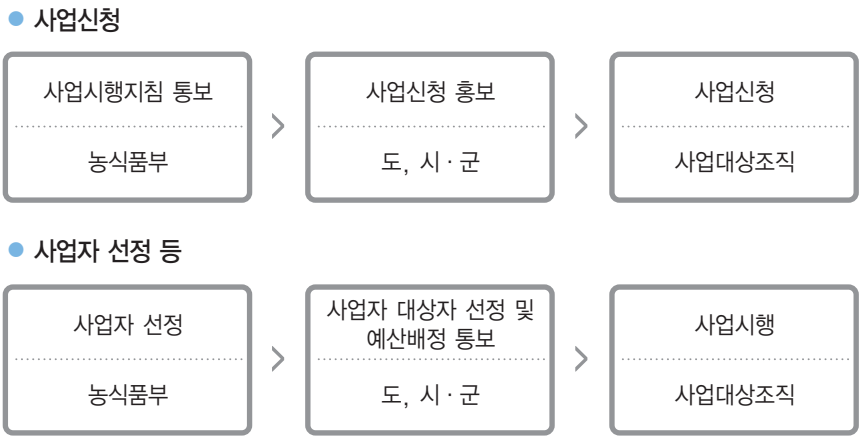 ● 사업신청
사업시행지침 통보
농식품부
사업신청 홍보
도, 시·군
사업신청
사업대상조직
● 사업자 선정 등
사업자 선정
농식품부
사업자 대상자 선정 및
예산배정 통보
도, 시·군
사업시행
사업대상조직